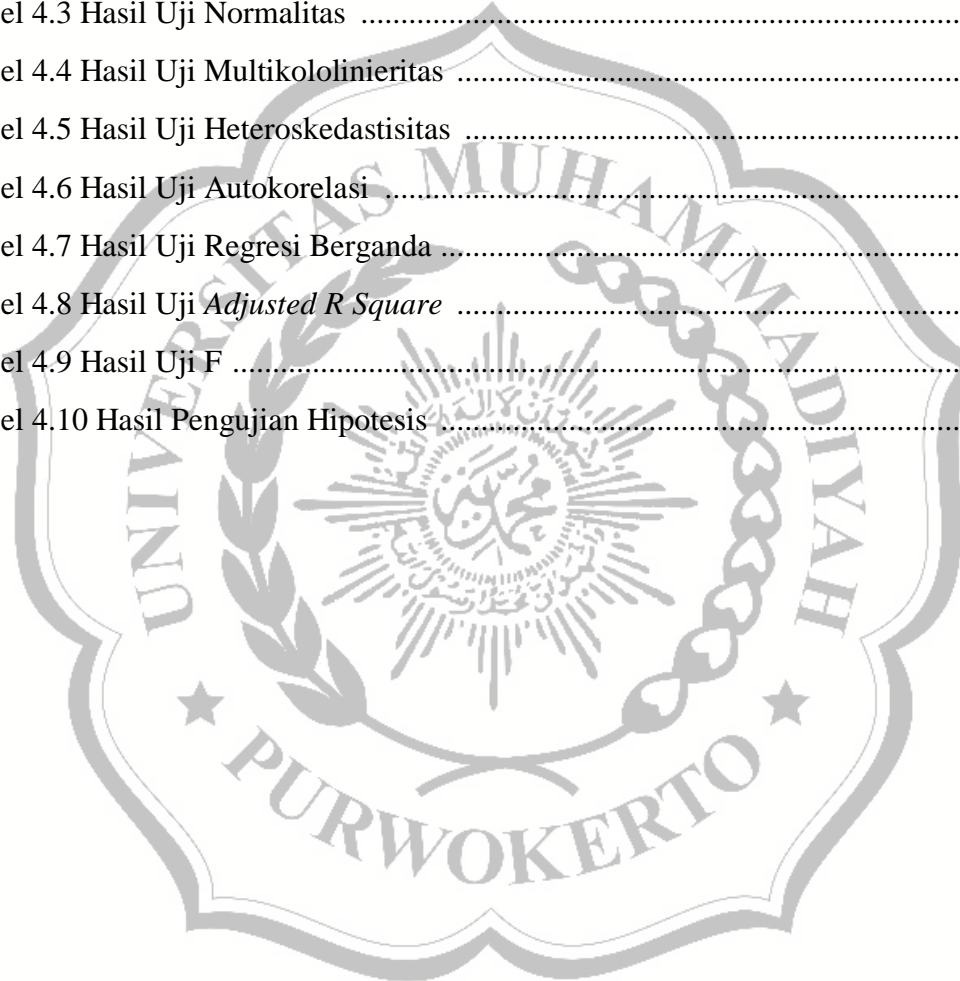 el 4.3 Hasil Uji Normalitas ........................................................................
el 4.4 Hasil Uji Multikololinieritas ........................................................................
el 4.5 Hasil Uji Heteroskedastisitas ........................................................................
el 4.6 Hasil Uji Autokorelasi ........................................................................
el 4.7 Hasil Uji Regresi Berganda ........................................................................
el 4.8 Hasil Uji Adjusted R Square ........................................................................
el 4.9 Hasil Uji F ........................................................................
el 4.10 Hasil Pengujian Hipotesis ........................................................................
UNIVERSITAS MUHAMMADIYAH
PURWOKERTO